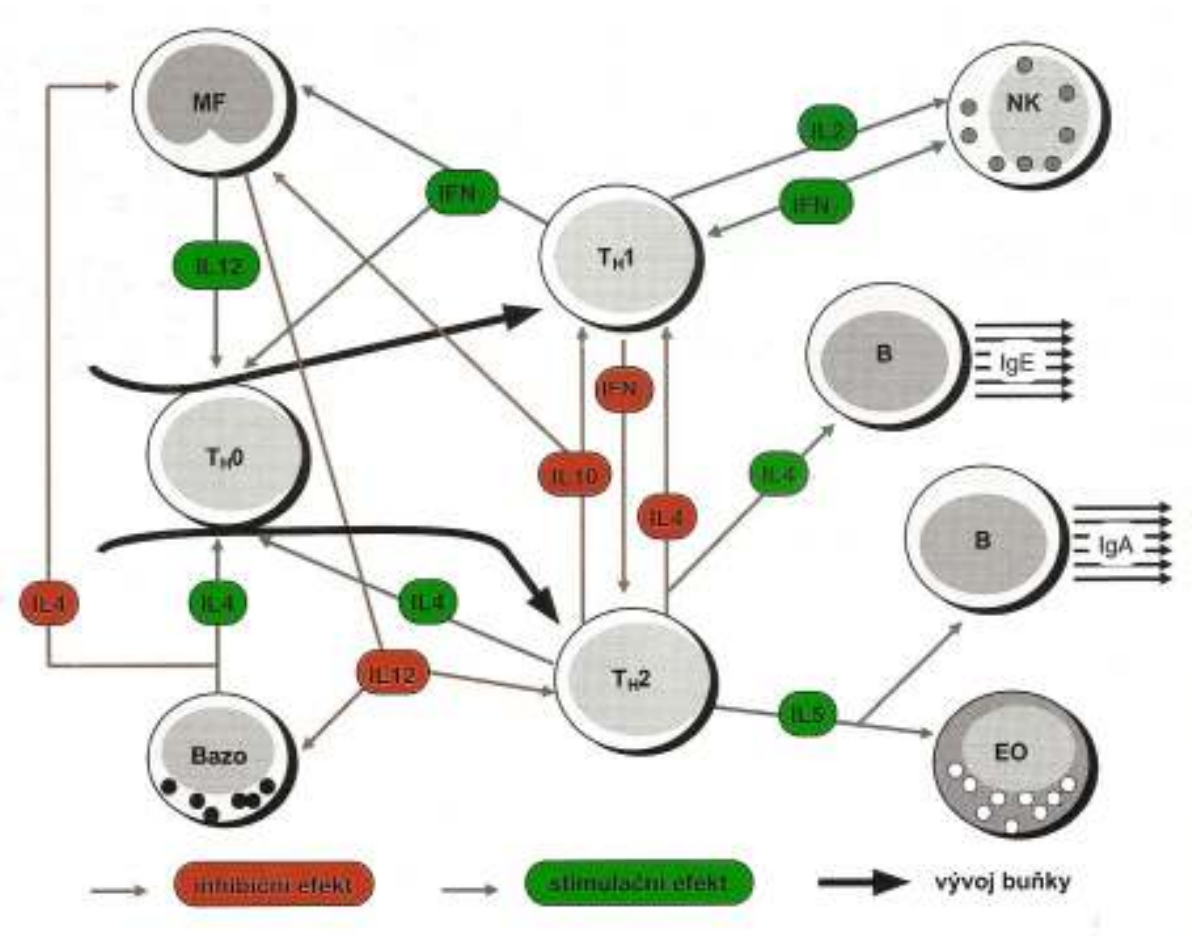 MF
NK
IL2
IFN
IFN
IL12
TH1
B
IgE
IFN
TH0
IL10
IL4
IL4
B
IgA
IL4
IL4
IL4
IL12
TH2
IL5
Bazo
EO
inhibiční efekt
stimulační efekt
vývoj buňky